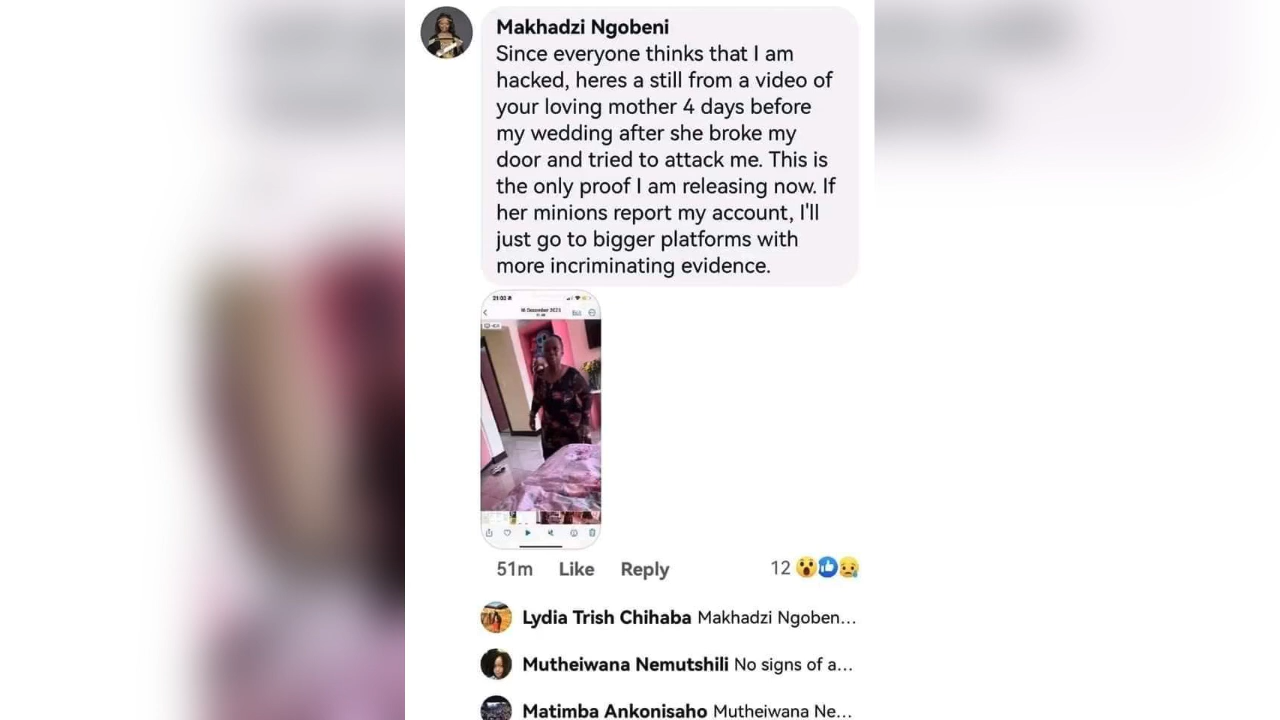 Makhadzi Ngobeni
Since everyone thinks that I am
hacked, heres a still from a video of
your loving mother 4 days before
my wedding after she broke my
door and tried to attack me. This is
the only proof I am releasing now. If
her minions report my account, I'll
just go to bigger platforms with
more incriminating evidence.
21:02
51m Like Reply 12
Lydia Trish Chihaba Makhadzi Ngoben...
Mutheiwana Nemutshili No signs of a...
Matimba Ankonisaho Mutheiwana Ne...